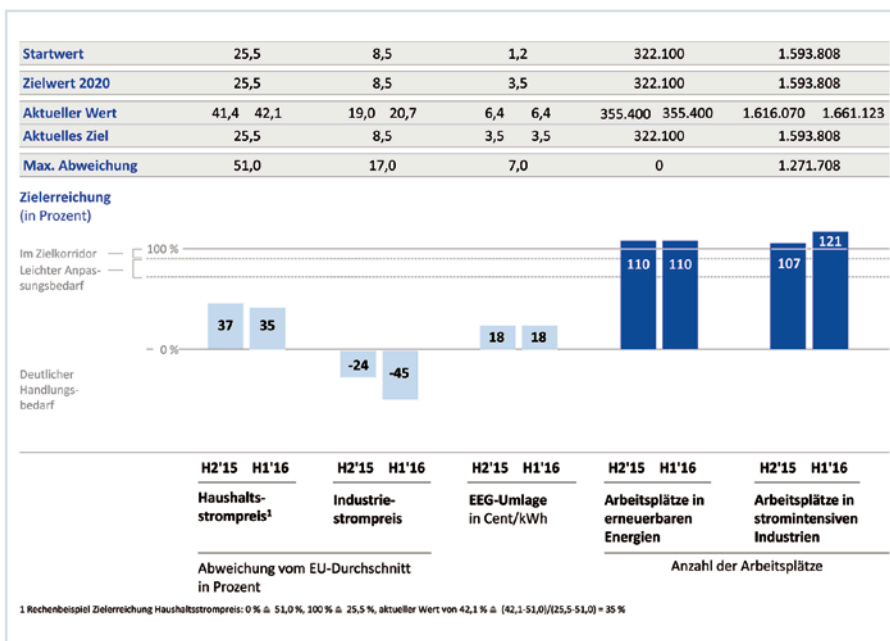 Startwert 25,5 8,5 1,2 322.100 1.593.808
Zielwert 2020 25,5 8,5 3,5 322.100 1.593.808
Aktueller Wert 41,4 42,1 19,0 20,7 6,4 6,4 355.400 355.400 1.616.070 1.661.123
Aktuelles Ziel 25,5 8,5 3,5 3,5 322.100 1.593.808
Max. Abweichung 51,0 17,0 7,0 0 1.271.708
Zielerreichung
(in Prozent)
Im Zielkorridor
100 %
Leichter Anpas-
sungsbedarf
0 %
Deutlicher
Handlungs-
bedarf
37 35 -24 -45 18 18 110 110 107 121
H2'15 H1'16 H2'15 H1'16 H2'15 H1'16 H2'15 H1'16 H2'15 H1'16
Haushalts-
strompreis¹
Industrie-
strompreis
EEG-Umlage
in Cent/kWh
Arbeitsplätze in
erneuerbaren
Energien
Arbeitsplätze in
stromintensiven
Industrien
Abweichung vom EU-Durchschnitt
in Prozent
Anzahl der Arbeitsplätze
1 Rechenbeispiel Zielerreichung Haushaltsstrompreis: 0 % ≙ 51,0 %, 100 % ≙ 25,5 %, aktueller Wert von 42,1 % ≙ (42,1-51,0)/(25,5-51,0) = 35 %